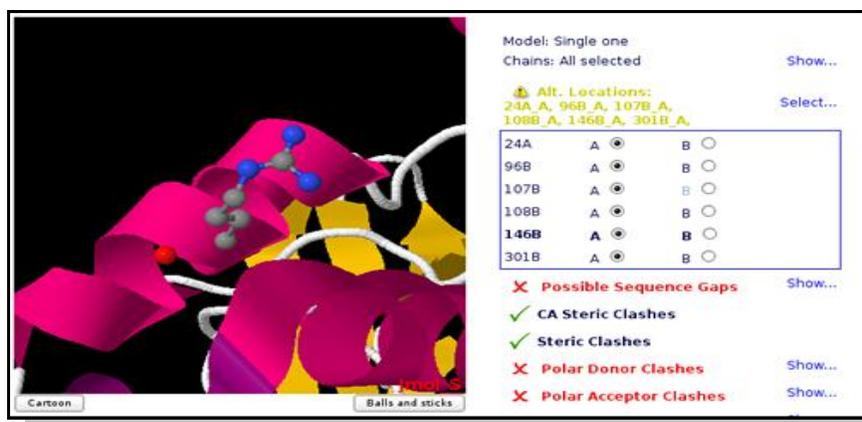 Model: Single one
Chains: All selected Show...
Alt. Locations:
24A_A, 96B_A, 107B_A, Select...
108B_A, 146B_A, 301B_A,
24A A B
96B A B
107B A B
108B A B
146B A B
301B A B
Possible Sequence Gaps Show...
CA Steric Clashes
Steric Clashes
Polar Donor Clashes Show...
Polar Acceptor Clashes Show...
Jmol_S
Cartoon Balls and sticks